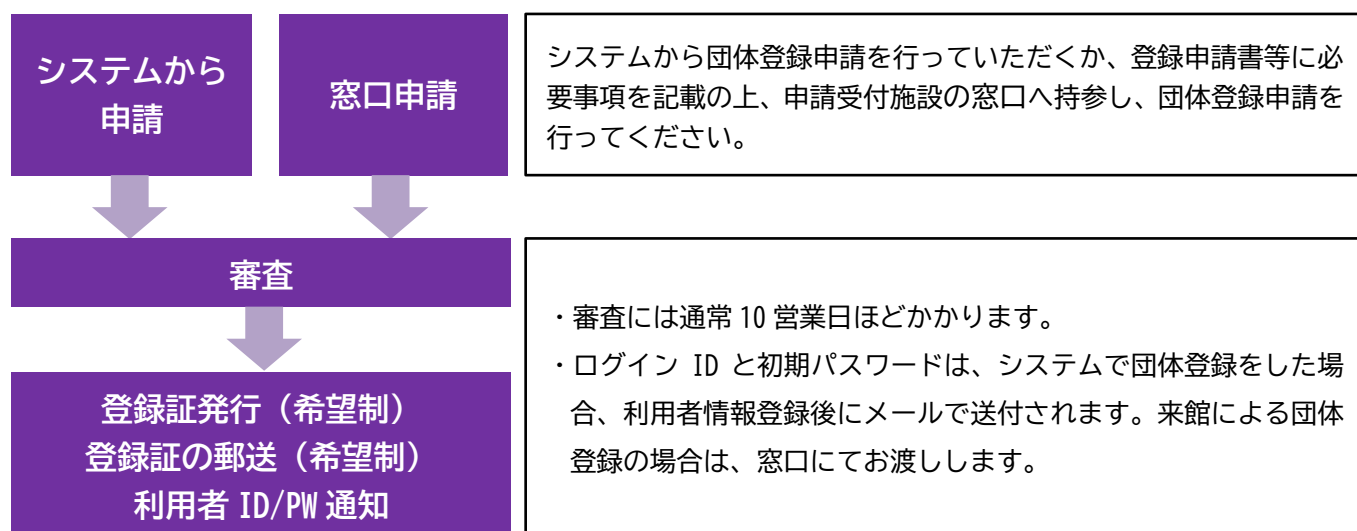 システムから
申請
窓口申請
システムから団体登録申請を行っていただくか、登録申請書等に必
要事項を記載の上、申請受付施設の窓口へ持参し、団体登録申請を
行ってください。
審査
・審査には通常 10 営業日ほどかかります。
・ログイン ID と初期パスワードは、システムで団体登録をした場
合、利用者情報登録後にメールで送付されます。来館による団体
登録の場合は、窓口にてお渡しします。
登録証発行（希望制）
登録証の郵送（希望制）
利用者 ID/PW 通知